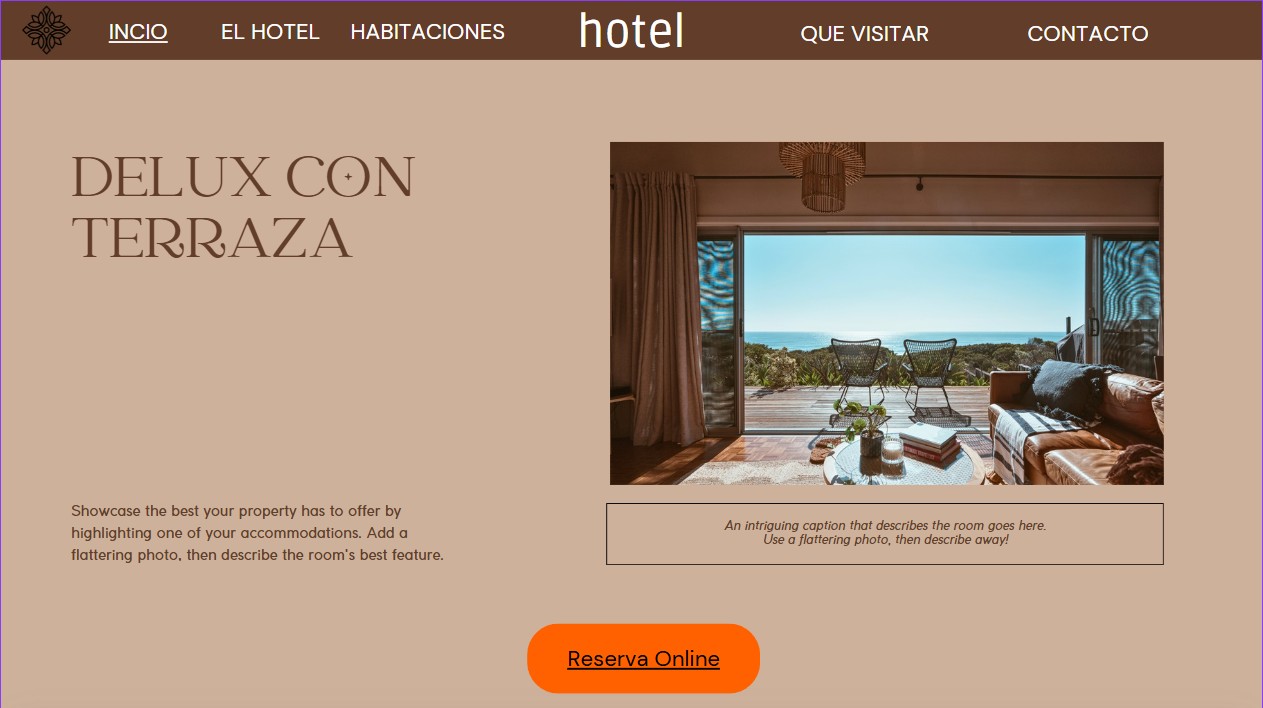 INCIO
EL HOTEL
HABITACIONES
hotel
QUE VISITAR
CONTACTO
DELUX CON
TERRAZA
Showcase the best your property has to offer by
highlighting one of your accommodations. Add a
flattering photo, then describe the room's best feature.
An intriguing caption that describes the room goes here.
Use a flattering photo, then describe away!
Reserva Online